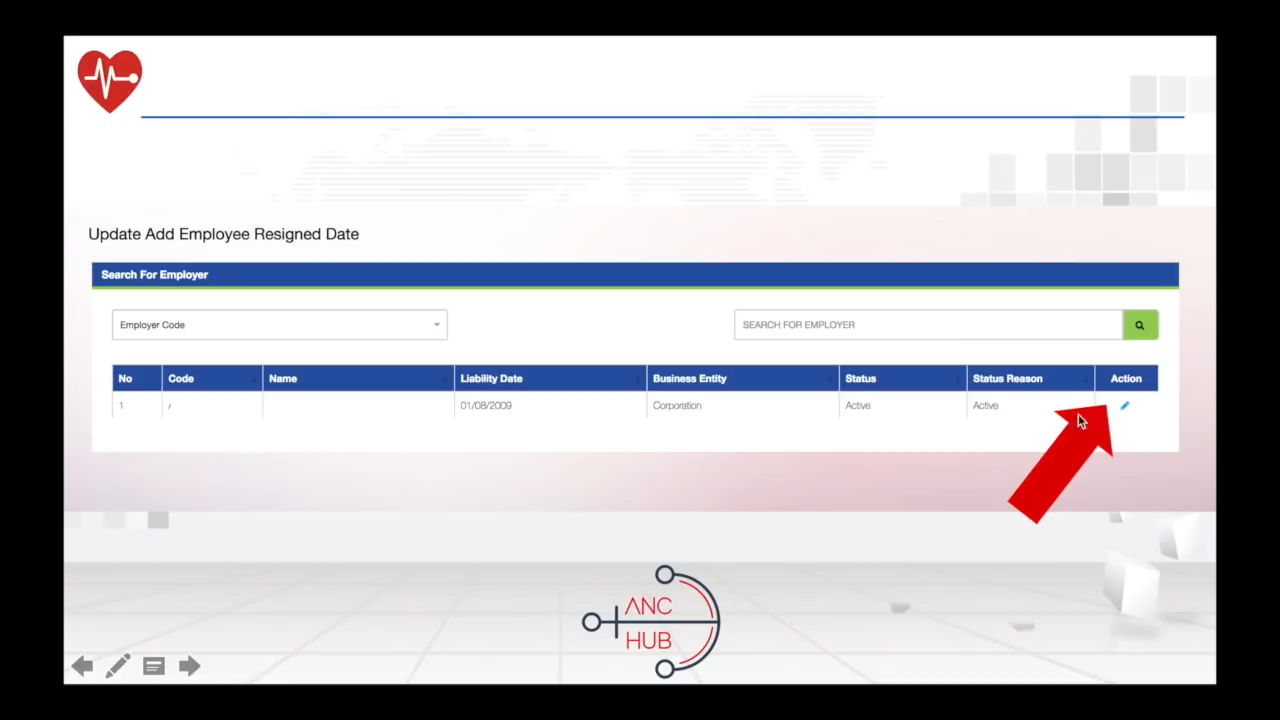 Update Add Employee Resigned Date
Search For Employer
Employer Code
SEARCH FOR EMPLOYER
No Code Name Liability Date Business Entity Status Status Reason Action
1 / 01/08/2009 Corporation Active Active
ΛNC
HUB